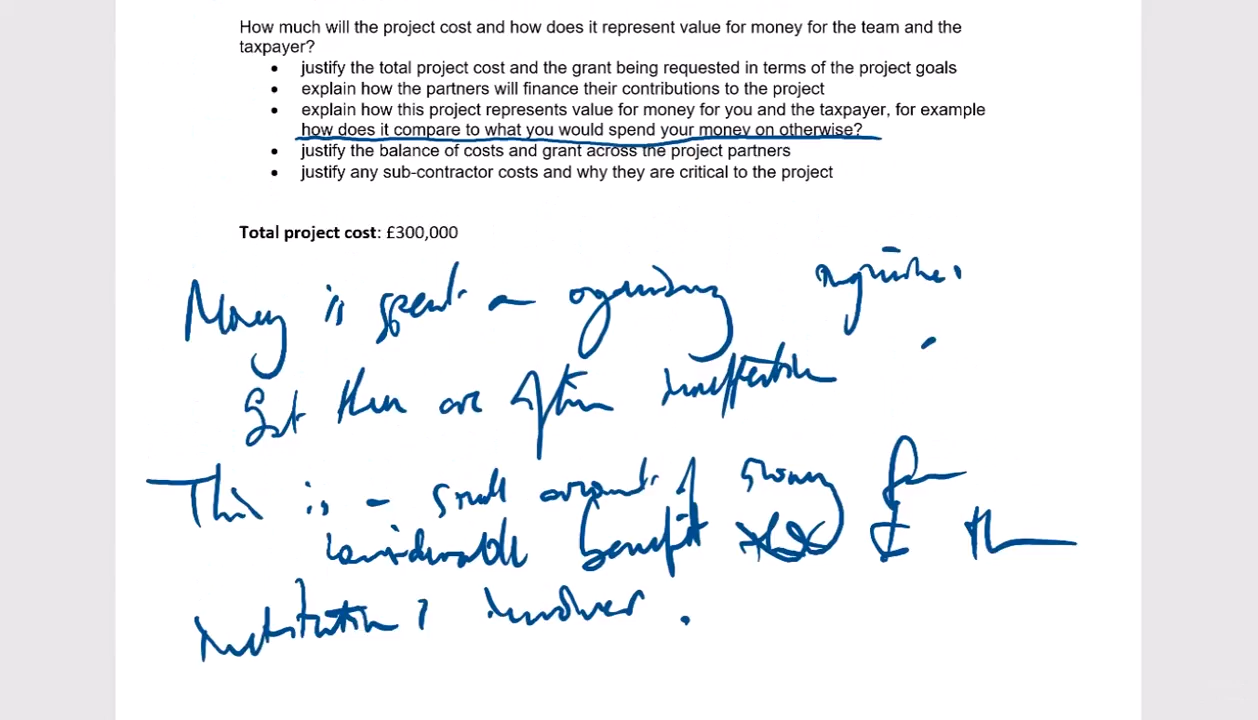 How much will the project cost and how does it represent value for money for the team and the
taxpayer?
• justify the total project cost and the grant being requested in terms of the project goals
• explain how the partners will finance their contributions to the project
• explain how this project represents value for money for you and the taxpayer, for example
how does it compare to what you would spend your money on otherwise?
• justify the balance of costs and grant across the project partners
• justify any sub-contractor costs and why they are critical to the project
Total project cost: £300,000
Money is spent on organising
But these are often ineffective
This is a small amount of money for
considerable benefit to the
institutions involved.